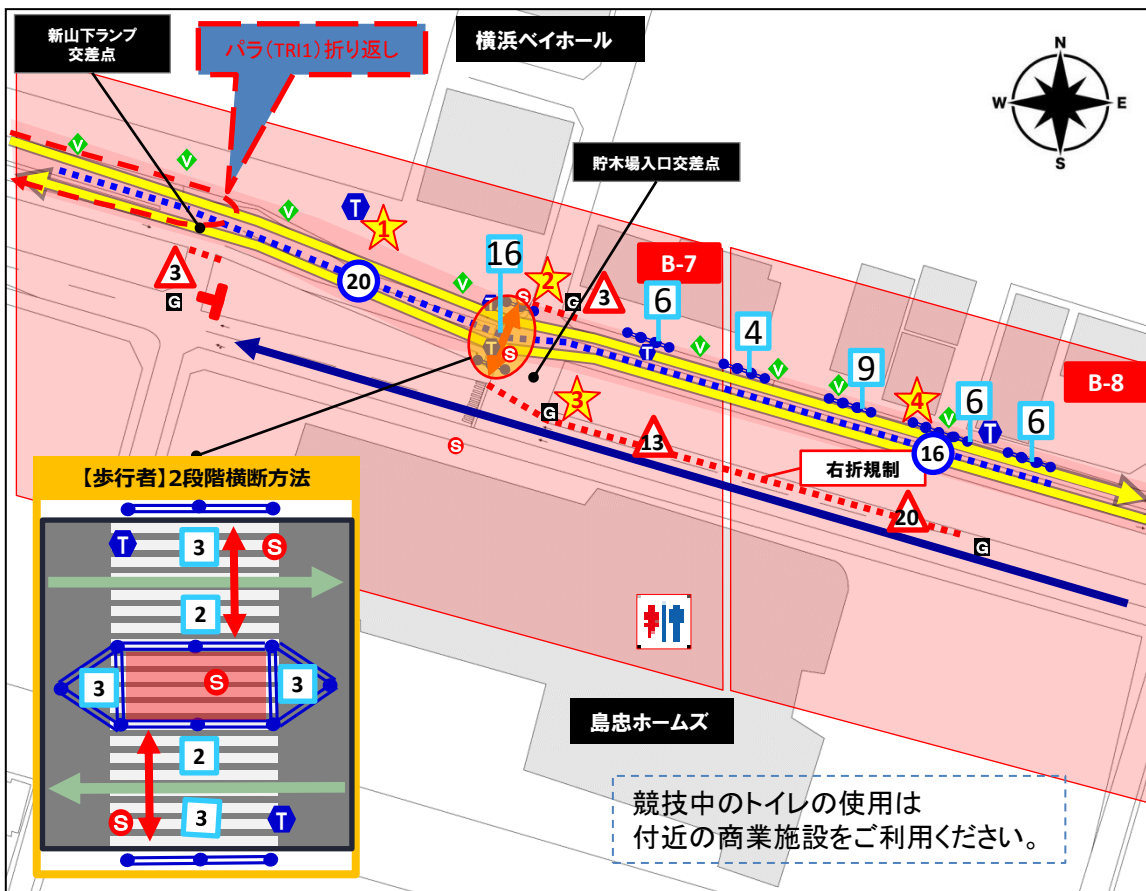 新山下ランプ
交差点
パラ(TRI1)折り返し
横浜ベイホール
N
W
E
S
貯木場入口交差点
V
V
V
V
V
V
V
V
T
1
16
2
S
3
G
B-7
3
G
20
T
T
S
6
T
4
9
4
6
T
6
B-8
G
3
13
S
16
右折規制
20
G
【歩行者】2段階横断方法
T
3
S
2
3
S
3
2
S
3
T
島忠ホームズ
競技中のトイレの使用は
付近の商業施設をご利用ください。